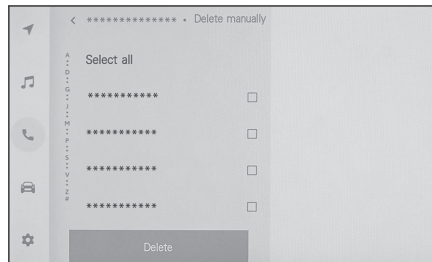 < ************** • Delete manually
A
•
D
•
G
•
J
•
M
•
P
•
S
•
V
•
Z
#
Select all
***********
***********
***********
***********
Delete